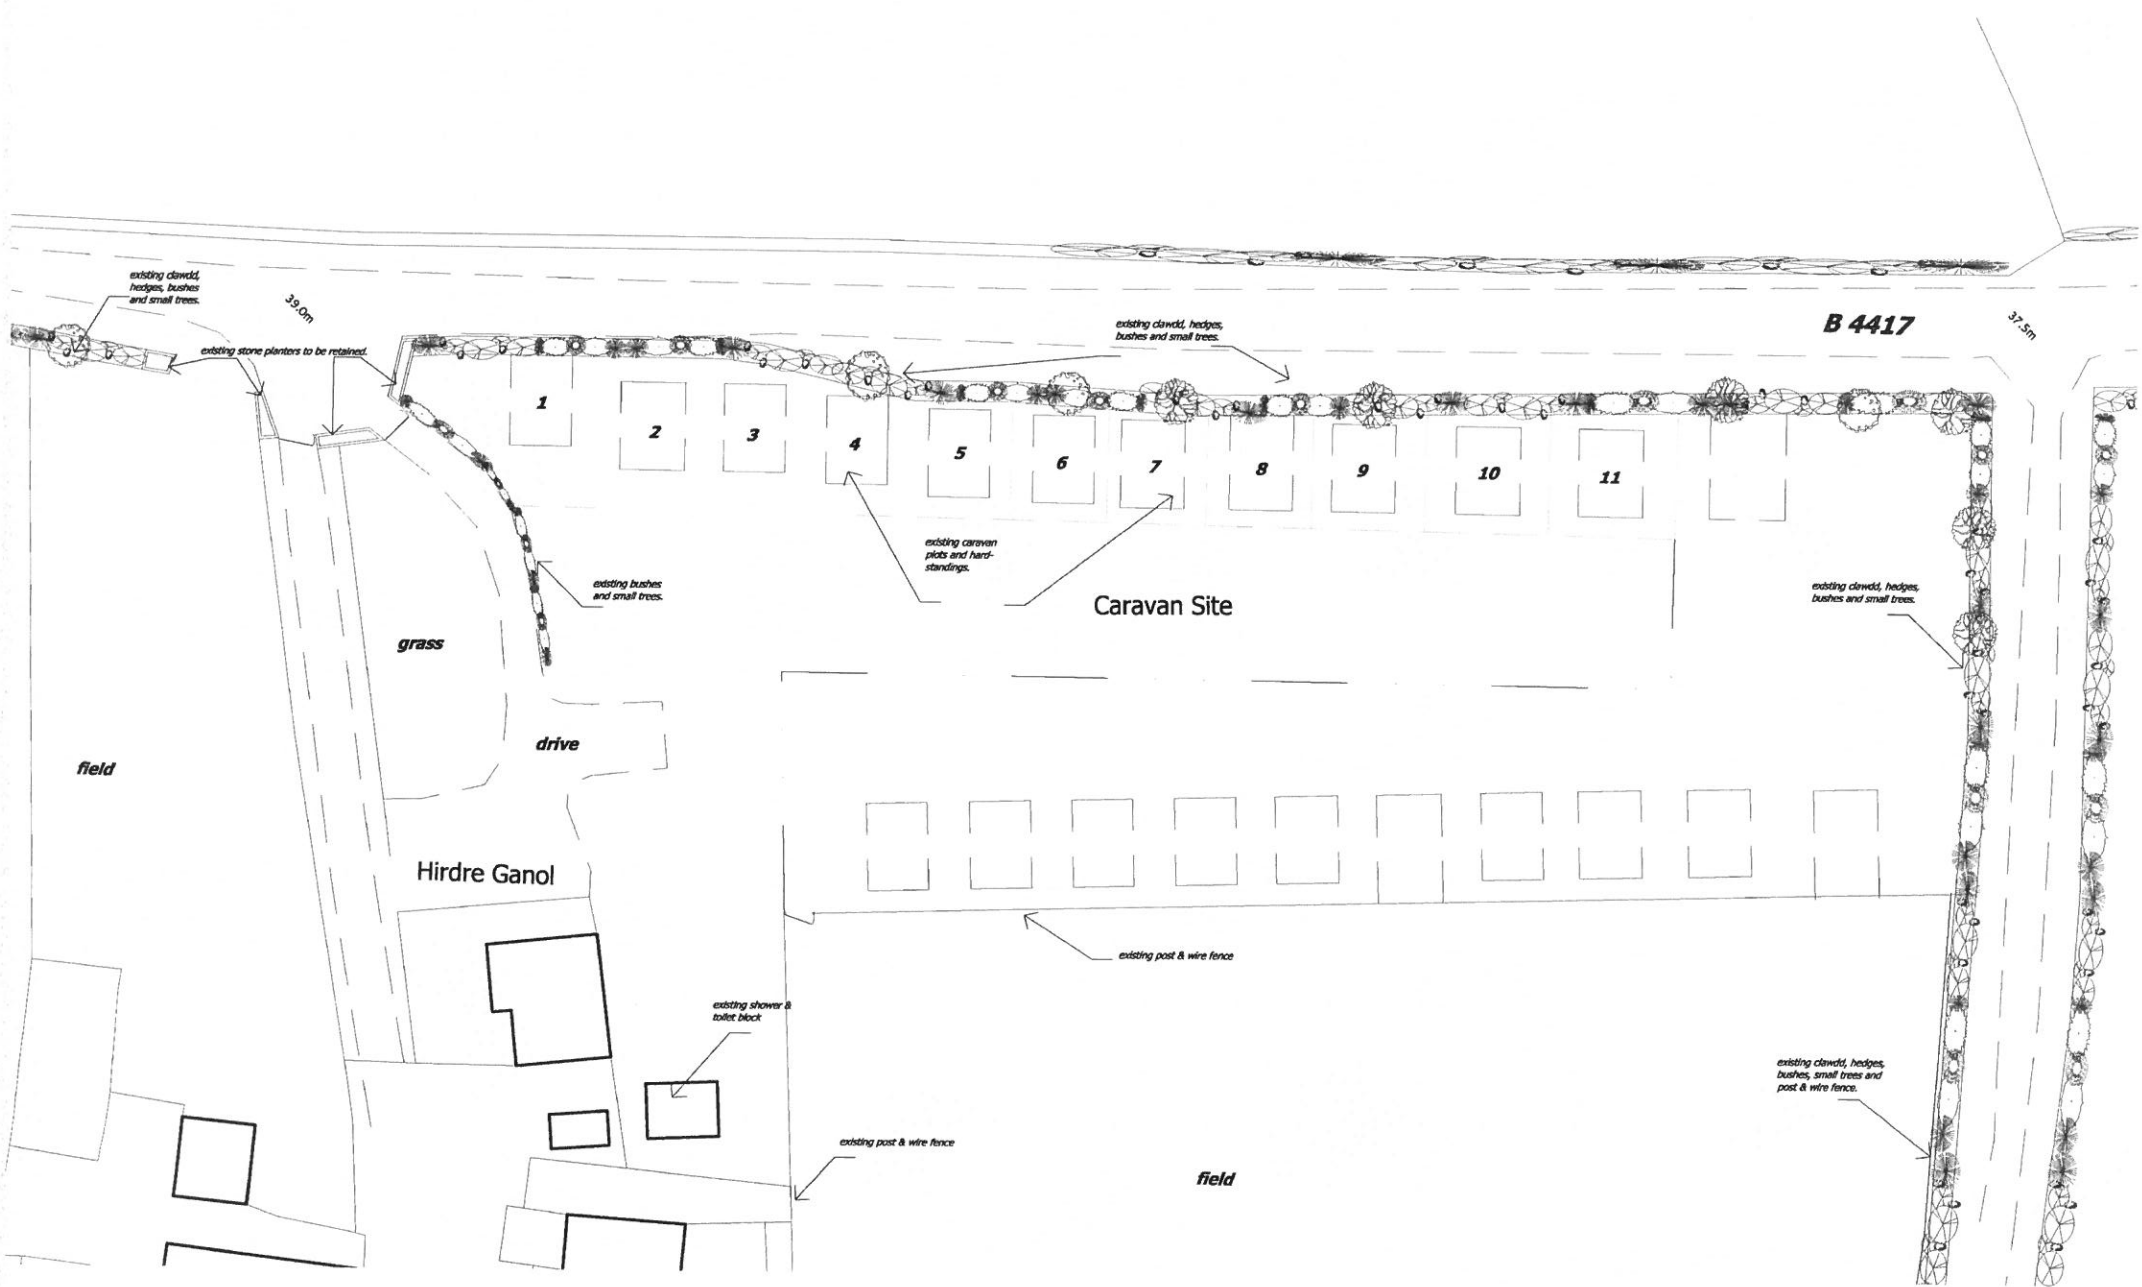 existing clawdd,
hedges, bushes
and small trees.
39.0m
existing stone planters to be retained.
existing clawdd, hedges,
bushes and small trees.
B 4417
37.5m
1
2
3
4
5
6
7
8
9
10
11
existing caravan
plots and hard-
standings.
existing bushes
and small trees.
Caravan Site
existing clawdd, hedges,
bushes and small trees.
grass
drive
field
Hirdre Ganol
existing post & wire fence
existing shower &
toilet block
existing clawdd, hedges,
bushes, small trees and
post & wire fence.
existing post & wire fence
field